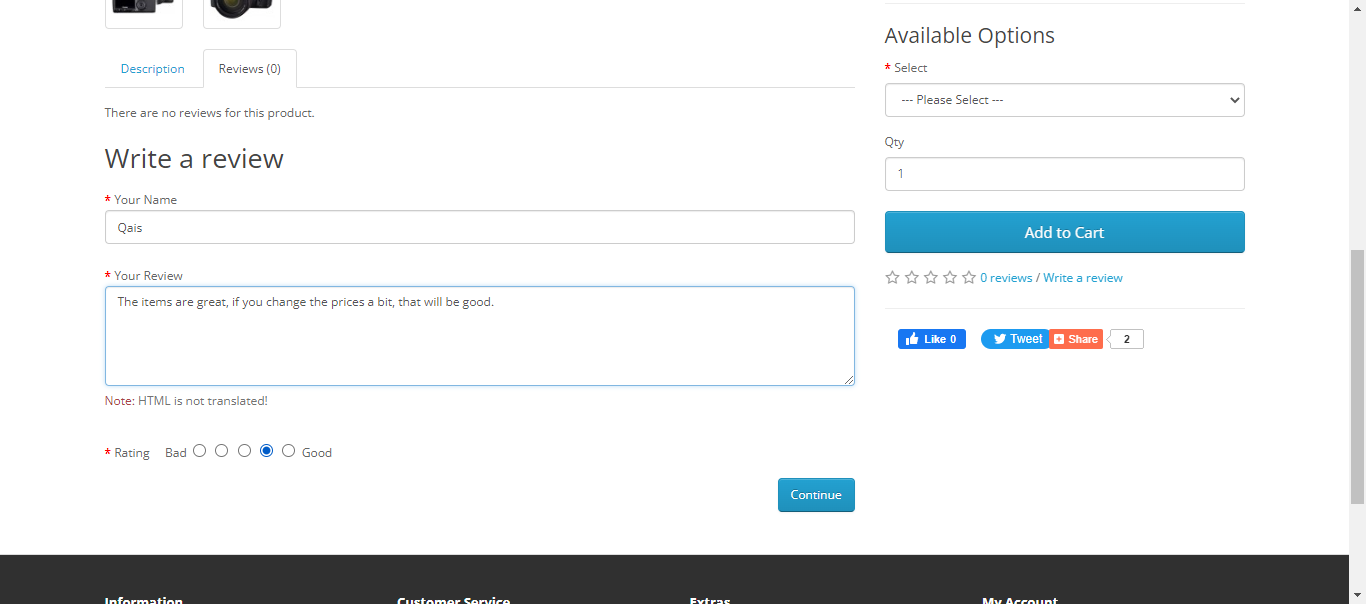 Description
Reviews (0)
There are no reviews for this product.
Write a review
* Your Name
Qais
* Your Review
The items are great, if you change the prices a bit, that will be good.
Note: HTML is not translated!
* Rating Bad Good
Continue
Available Options
* Select
--- Please Select ---
Qty
1
Add to Cart
0 reviews / Write a review
Like 0
Tweet
Share
2
Information
Customer Service
Extras
My Account